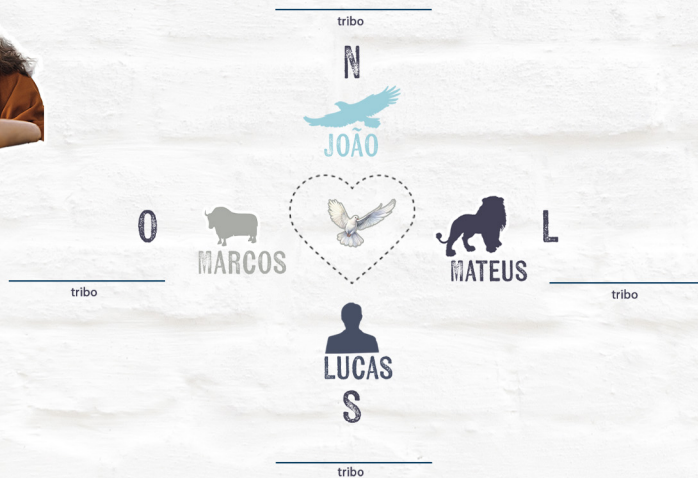 tribo
N
JOÃO
O
L
MARCOS
MATEUS
tribo
tribo
LUCAS
S
tribo